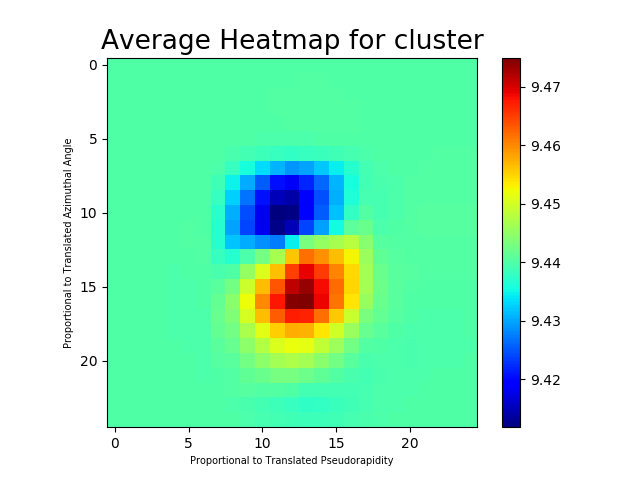 Average Heatmap for cluster
0
5
10
15
20
Proportional to Translated Azimuthal Angle
0 5 10 15 20
Proportional to Translated Pseudorapidity
9.47
9.46
9.45
9.44
9.43
9.42